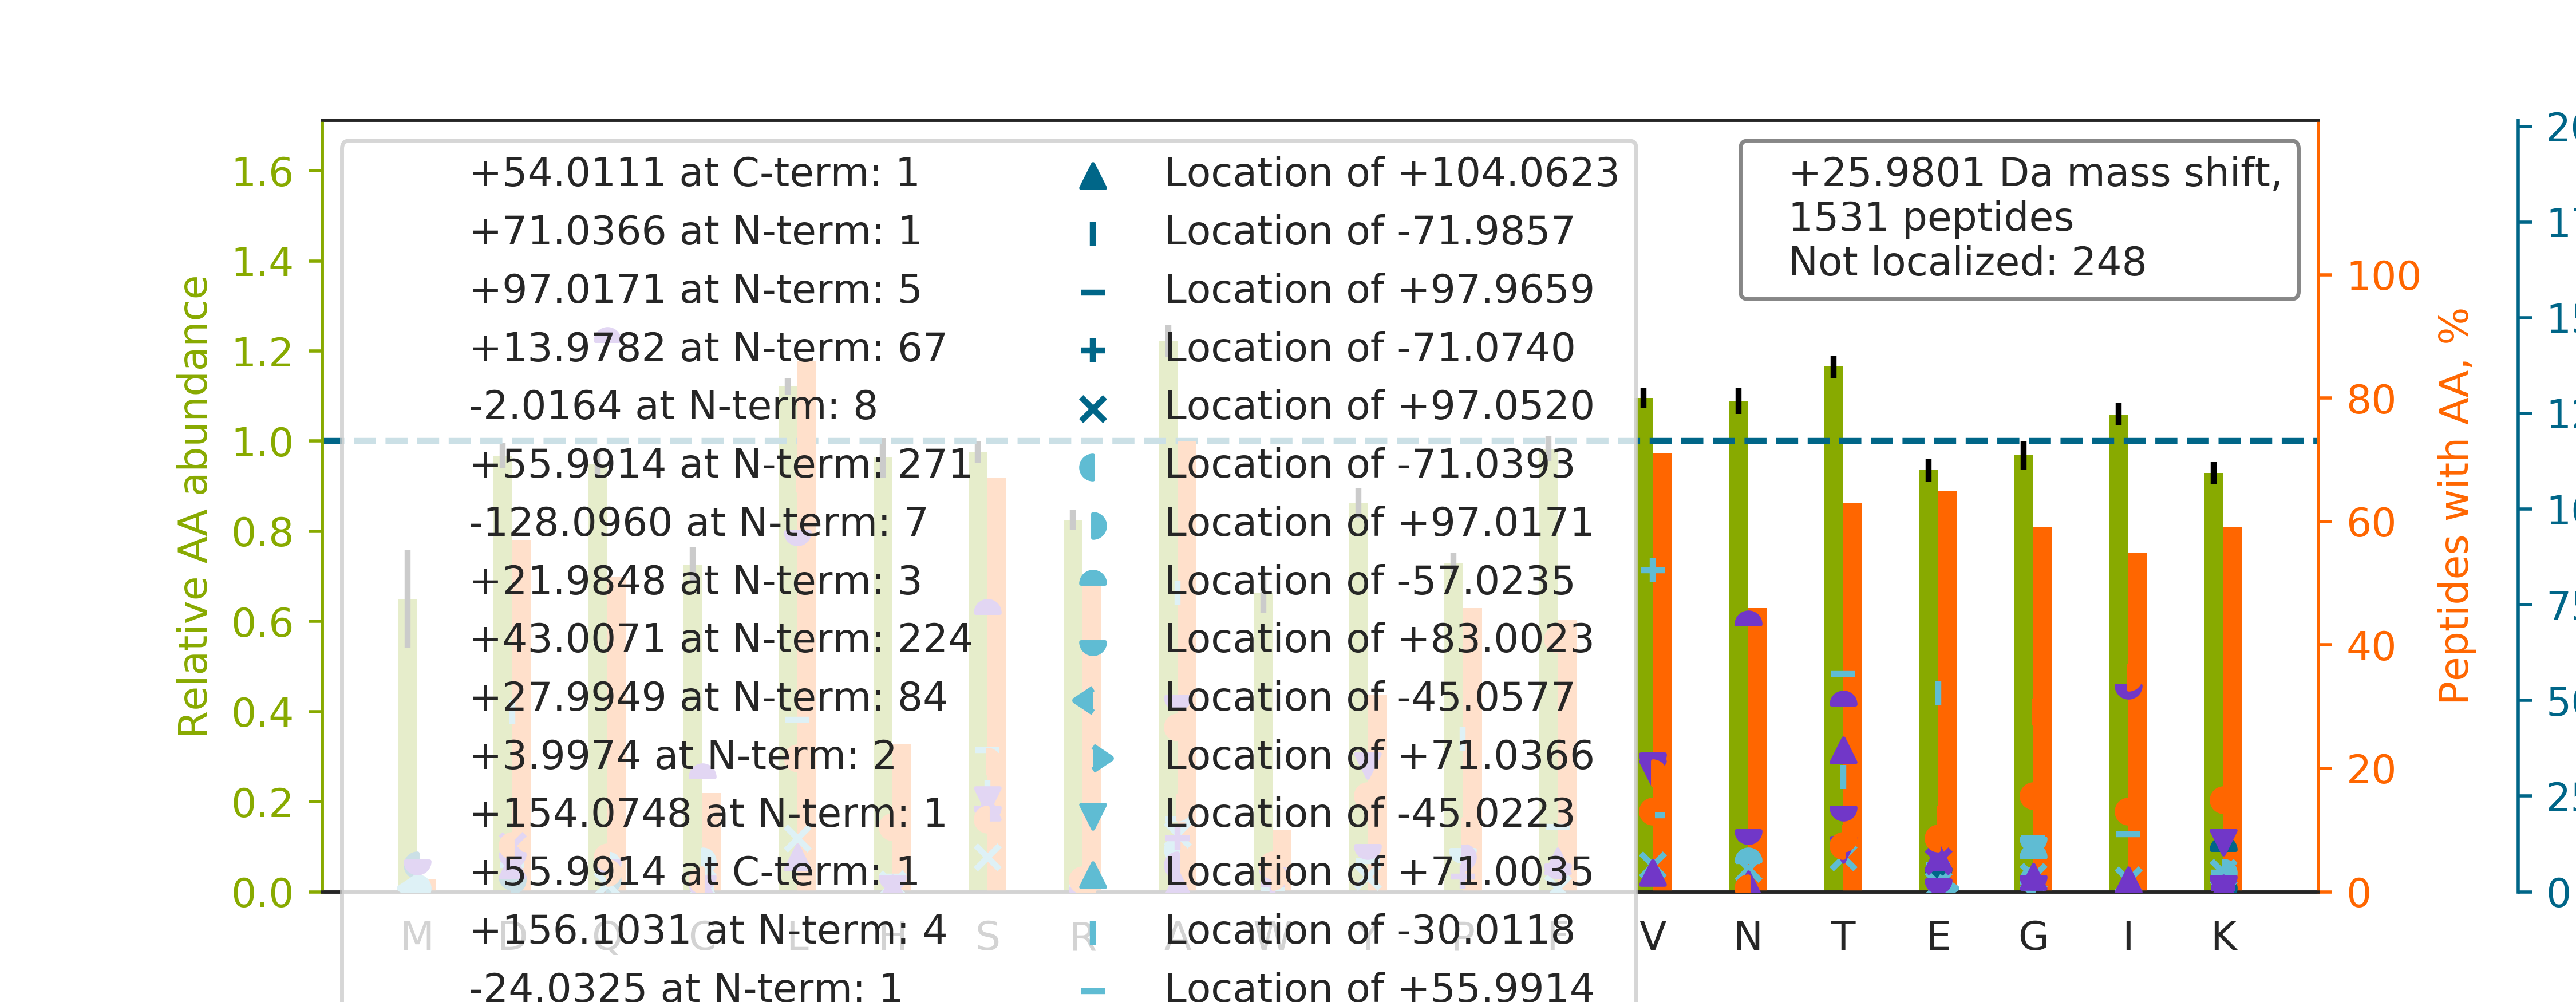 1.6
1.4
1.2
1.0
0.8
0.6
0.4
0.2
0.0
Relative AA abundance
+54.0111 at C-term: 1
+71.0366 at N-term: 1
+97.0171 at N-term: 5
+13.9782 at N-term: 67
-2.0164 at N-term: 8
+55.9914 at N-term: 271
-128.0960 at N-term: 7
+21.9848 at N-term: 3
+43.0071 at N-term: 224
+27.9949 at N-term: 84
+3.9974 at N-term: 2
+154.0748 at N-term: 1
+55.9914 at C-term: 1
+156.1031 at N-term: 4
-24.0325 at N-term: 1
Location of +104.0623
Location of -71.9857
Location of +97.9659
Location of -71.0740
Location of +97.0520
Location of -71.0393
Location of +97.0171
Location of -57.0235
Location of +83.0023
Location of -45.0577
Location of +71.0366
Location of -45.0223
Location of +71.0035
Location of -30.0118
Location of +55.9914
+25.9801 Da mass shift,
1531 peptides
Not localized: 248
M D Q C L H S R A W Y P F V N T E G I K
100
80
60
40
20
0
Peptides with AA, %
0